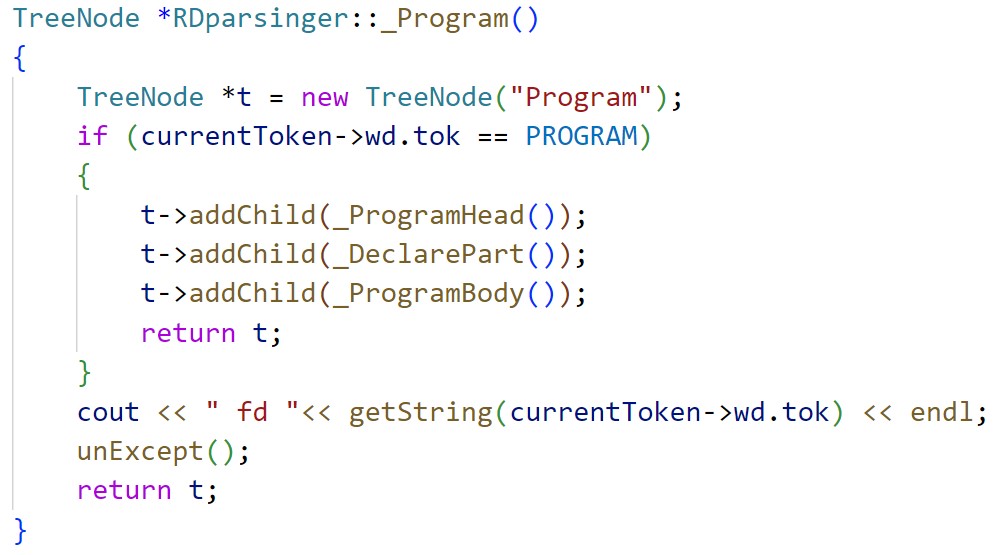 TreeNode *RDparsinger::_Program()
{
    TreeNode *t = new TreeNode("Program");
    if (currentToken->wd.tok == PROGRAM)
    {
        t->addChild(_ProgramHead());
        t->addChild(_DeclarePart());
        t->addChild(_ProgramBody());
        return t;
    }
    cout << " fd "<< getString(currentToken->wd.tok) << endl;
    unExcept();
    return t;
}